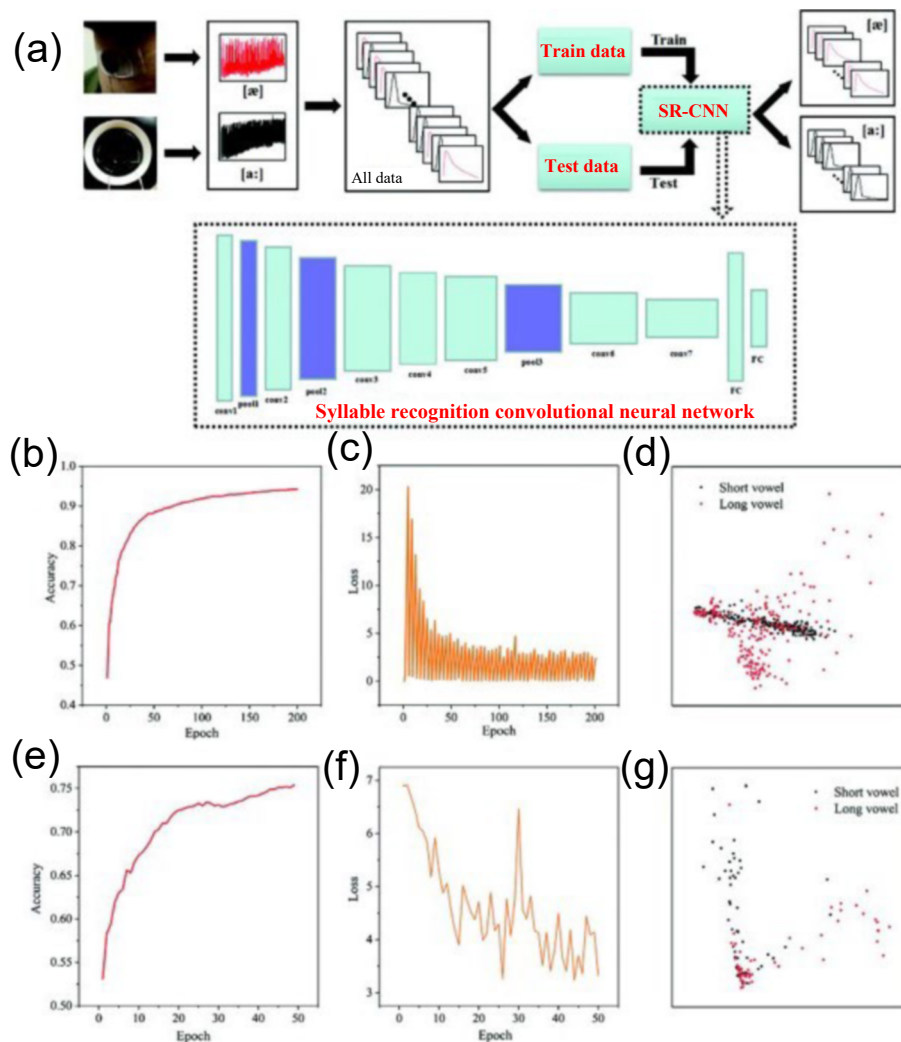 (a)
[æ]
[a:]
All data
Train data
Test data
Train
Test
SR-CNN
[æ]
[a:]
conv1
pool1
conv2
pool2
conv3
conv4
conv5
pool3
conv6
conv7
FC
FC
Syllable recognition convolutional neural network
(b)
Accuracy
1.0
0.9
0.8
0.7
0.6
0.5
0.4
0
50
100
150
200
Epoch
(c)
Loss
20
15
10
5
0
0
50
100
150
200
Epoch
(d)
Short vowel
Long vowel
(e)
Accuracy
0.75
0.70
0.65
0.60
0.55
0.50
0
10
20
30
40
50
Epoch
(f)
Loss
7
6
5
4
3
0
10
20
30
40
50
Epoch
(g)
Short vowel
Long vowel